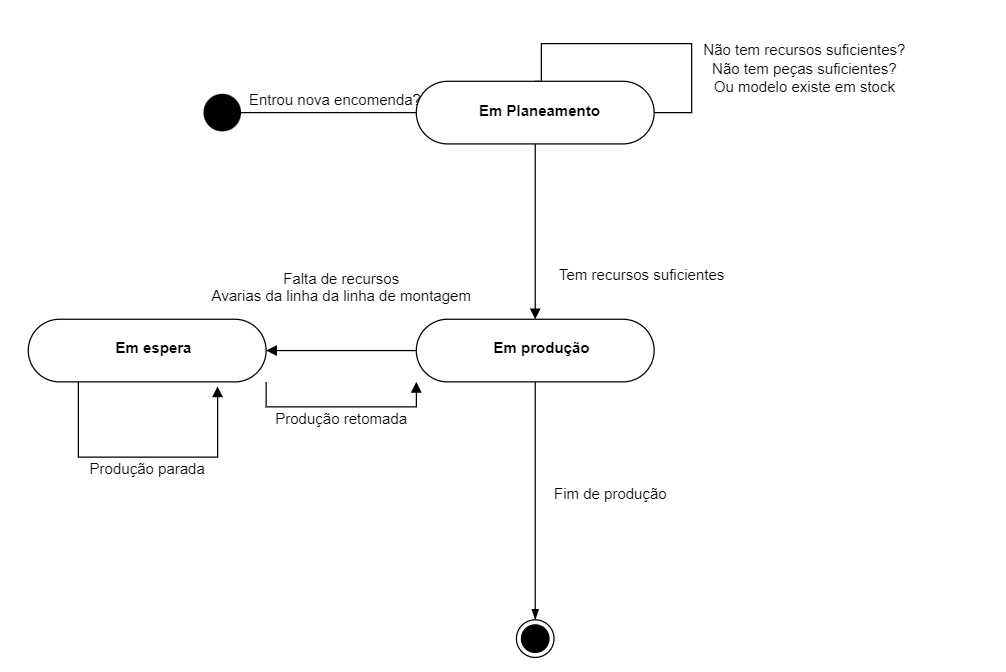 Não tem recursos suficientes?
Não tem peças suficientes?
Ou modelo existe em stock
Entrou nova encomenda?
Em Planeamento
Tem recursos suficientes
Falta de recursos
Avarias da linha da linha de montagem
Em espera
Em produção
Produção retomada
Produção parada
Fim de produção